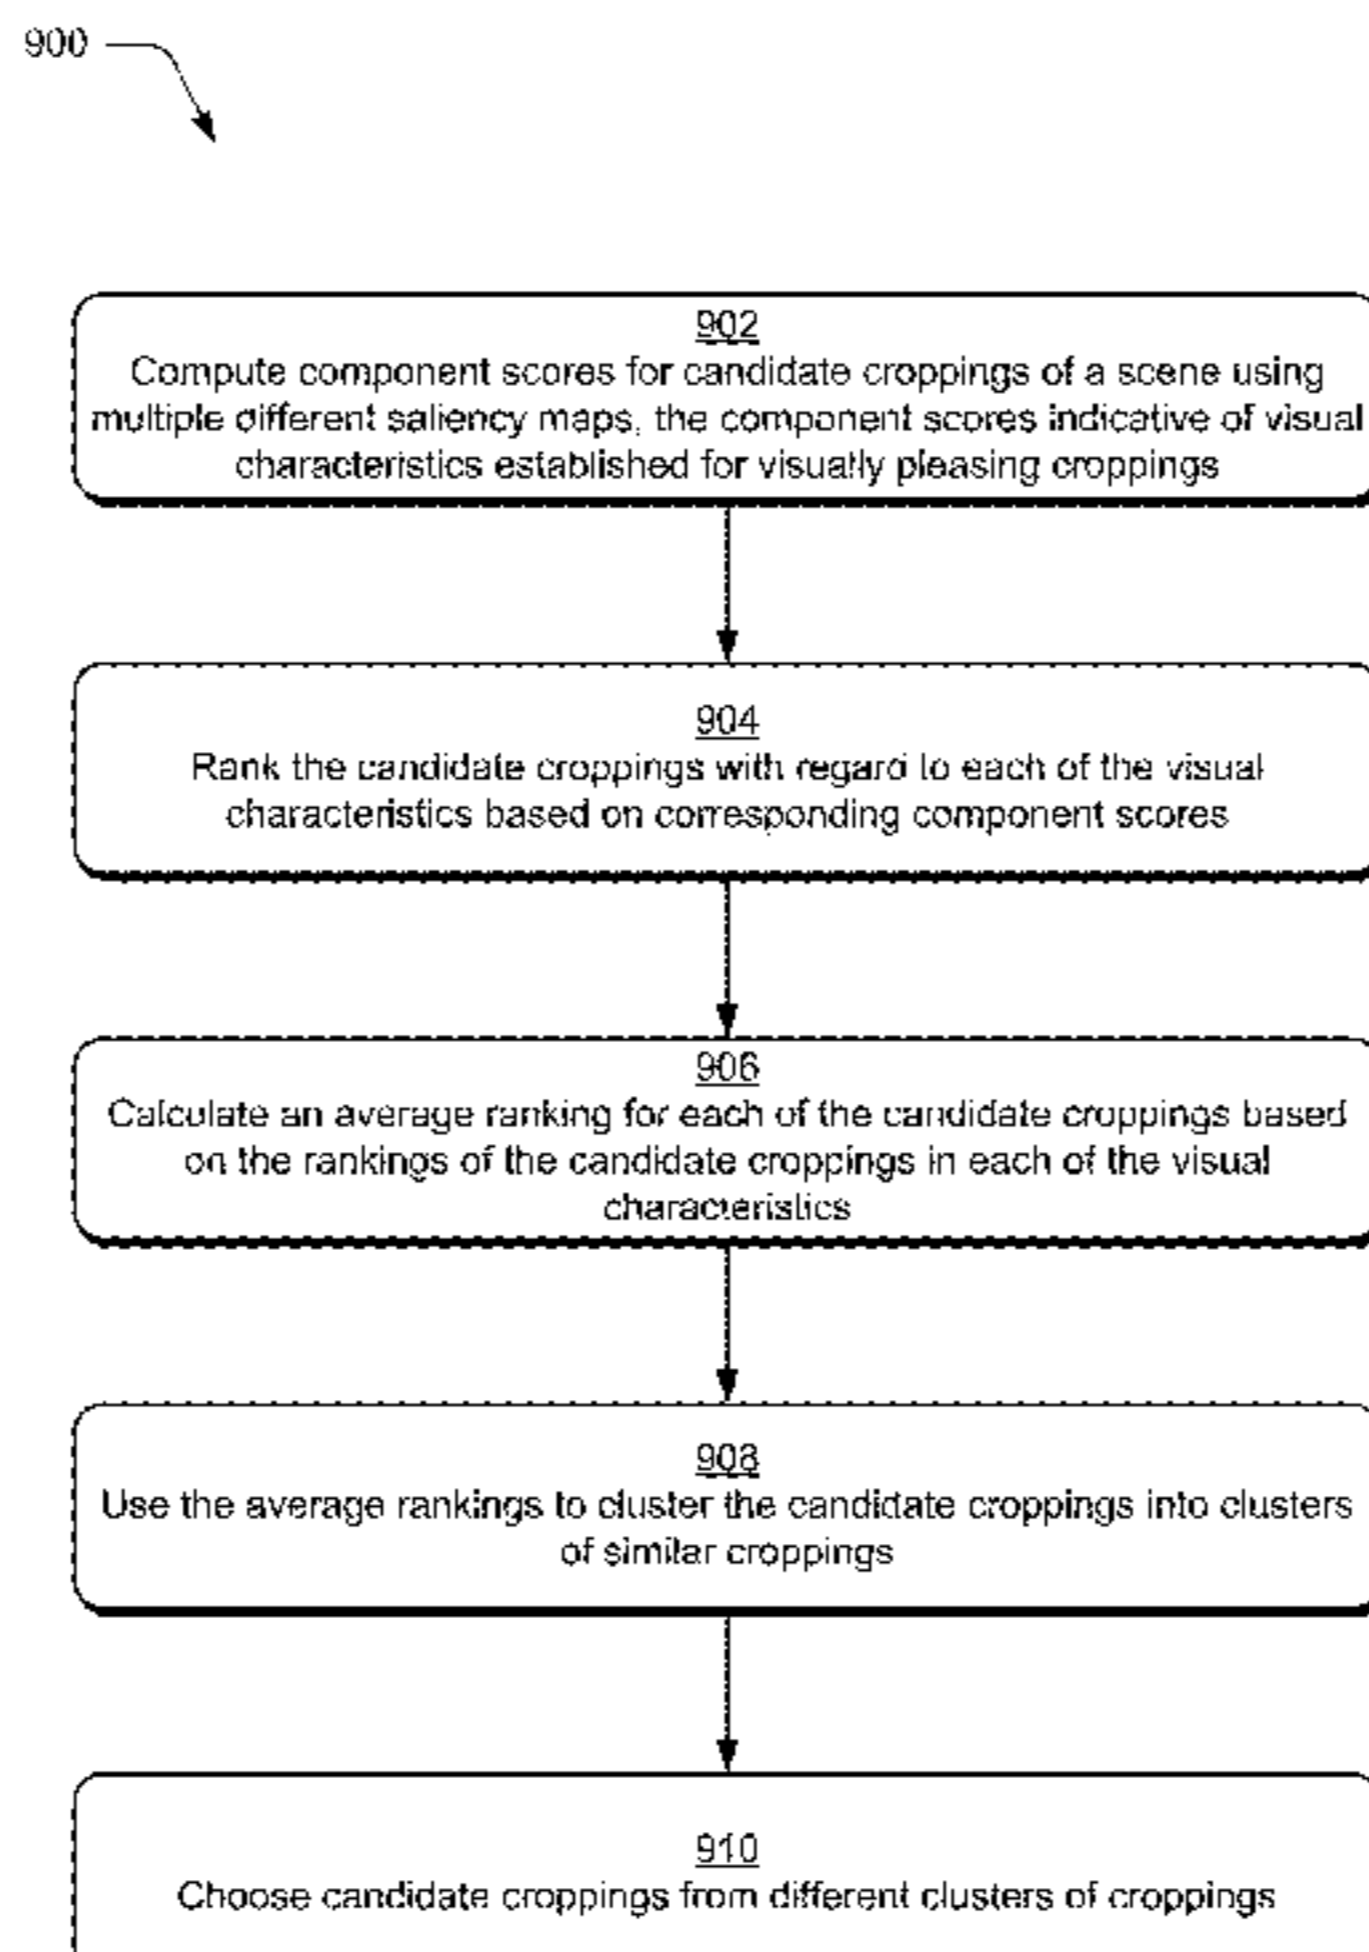 900
902
Compute component scores for candidate croppings of a scene using
multiple different saliency maps, the component scores indicative of visual
characteristics established for visually pleasing croppings
904
Rank the candidate croppings with regard to each of the visual
characteristics based on corresponding component scores
906
Calculate an average ranking for each of the candidate croppings based
on the rankings of the candidate croppings in each of the visual
characteristics
908
Use the average rankings to cluster the candidate croppings into clusters
of similar croppings
910
Choose candidate croppings from different clusters of croppings